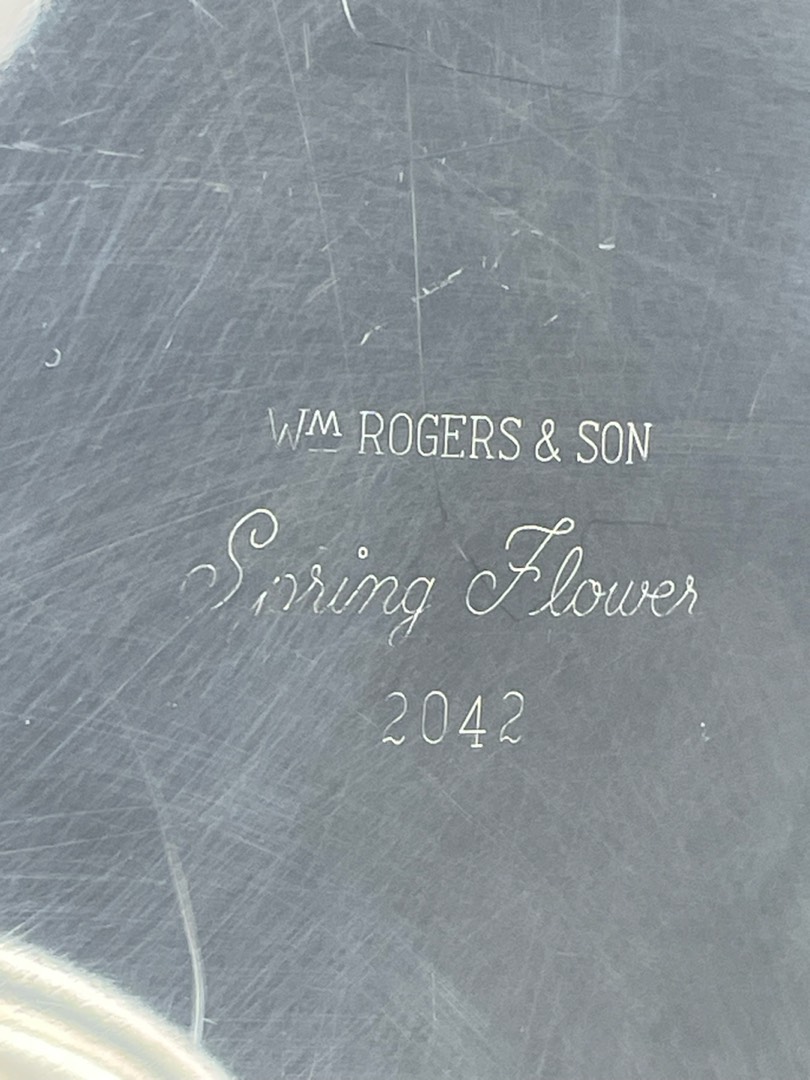 WM ROGERS & SON
Spring Flower
2042